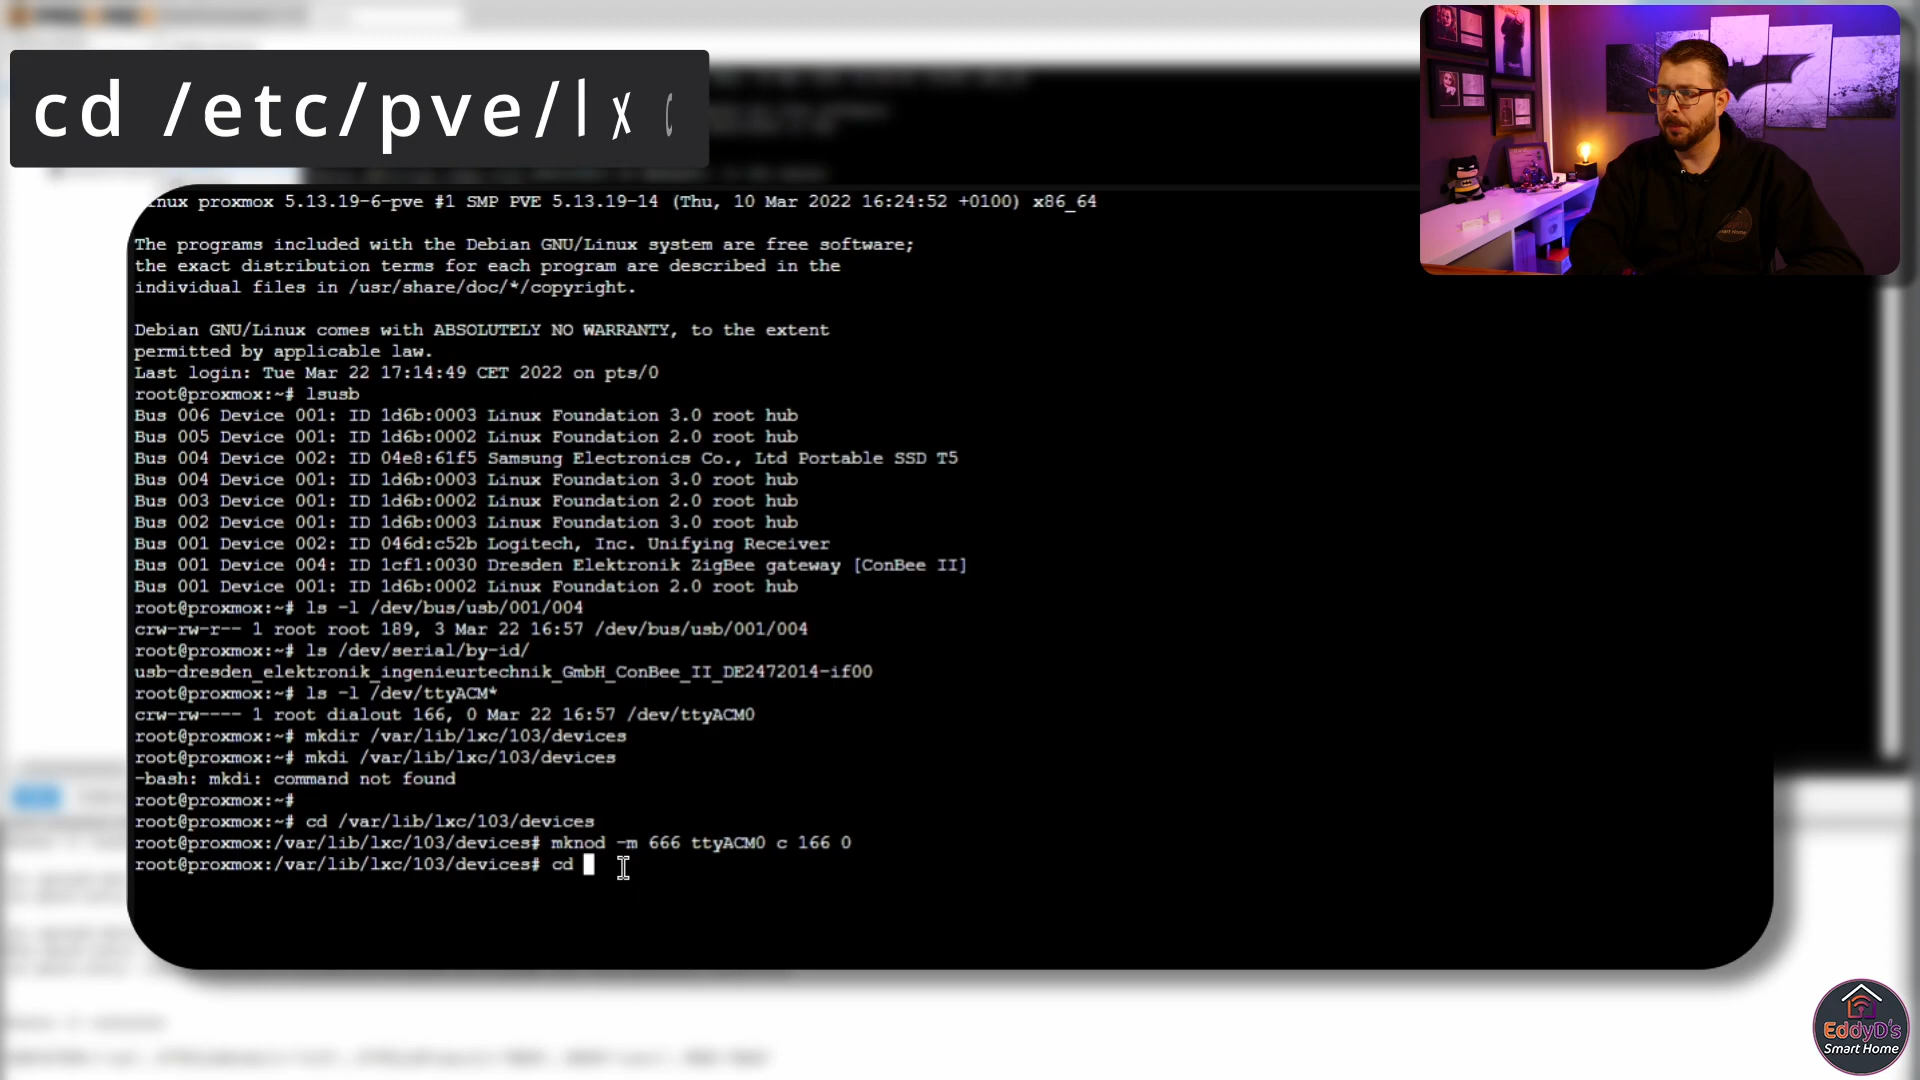 cd /etc/pve/lxc
inux proxmox 5.13.19-6-pve #1 SMP PVE 5.13.19-14 (Thu, 10 Mar 2022 16:24:52 +0100) x86_64
The programs included with the Debian GNU/Linux system are free software;
the exact distribution terms for each program are described in the
individual files in /usr/share/doc/*/copyright.
Debian GNU/Linux comes with ABSOLUTELY NO WARRANTY, to the extent
permitted by applicable law.
Last login: Tue Mar 22 17:14:49 CET 2022 on pts/0
root@proxmox:~# lsusb
Bus 006 Device 001: ID 1d6b:0003 Linux Foundation 3.0 root hub
Bus 005 Device 001: ID 1d6b:0002 Linux Foundation 2.0 root hub
Bus 004 Device 002: ID 04e8:61f5 Samsung Electronics Co., Ltd Portable SSD T5
Bus 004 Device 001: ID 1d6b:0003 Linux Foundation 3.0 root hub
Bus 003 Device 001: ID 1d6b:0002 Linux Foundation 2.0 root hub
Bus 002 Device 001: ID 1d6b:0003 Linux Foundation 3.0 root hub
Bus 001 Device 002: ID 046d:c52b Logitech, Inc. Unifying Receiver
Bus 001 Device 004: ID 1cf1:0030 Dresden Elektronik ZigBee gateway [ConBee II]
Bus 001 Device 001: ID 1d6b:0002 Linux Foundation 2.0 root hub
root@proxmox:~# ls -l /dev/bus/usb/001/004
crw-rw-r-- 1 root root 189, 3 Mar 22 16:57 /dev/bus/usb/001/004
root@proxmox:~# ls /dev/serial/by-id/
usb-dresden_elektronik_ingenieurtechnik_GmbH_ConBee_II_DE2472014-if00
root@proxmox:~# ls -l /dev/ttyACM*
crw-rw---- 1 root dialout 166, 0 Mar 22 16:57 /dev/ttyACM0
root@proxmox:~# mkdir /var/lib/lxc/103/devices
root@proxmox:~# mkdi /var/lib/lxc/103/devices
-bash: mkdi: command not found
root@proxmox:~#
root@proxmox:~# cd /var/lib/lxc/103/devices
root@proxmox:/var/lib/lxc/103/devices# mknod -m 666 ttyACM0 c 166 0
root@proxmox:/var/lib/lxc/103/devices# cd
EddyD's
Smart Home